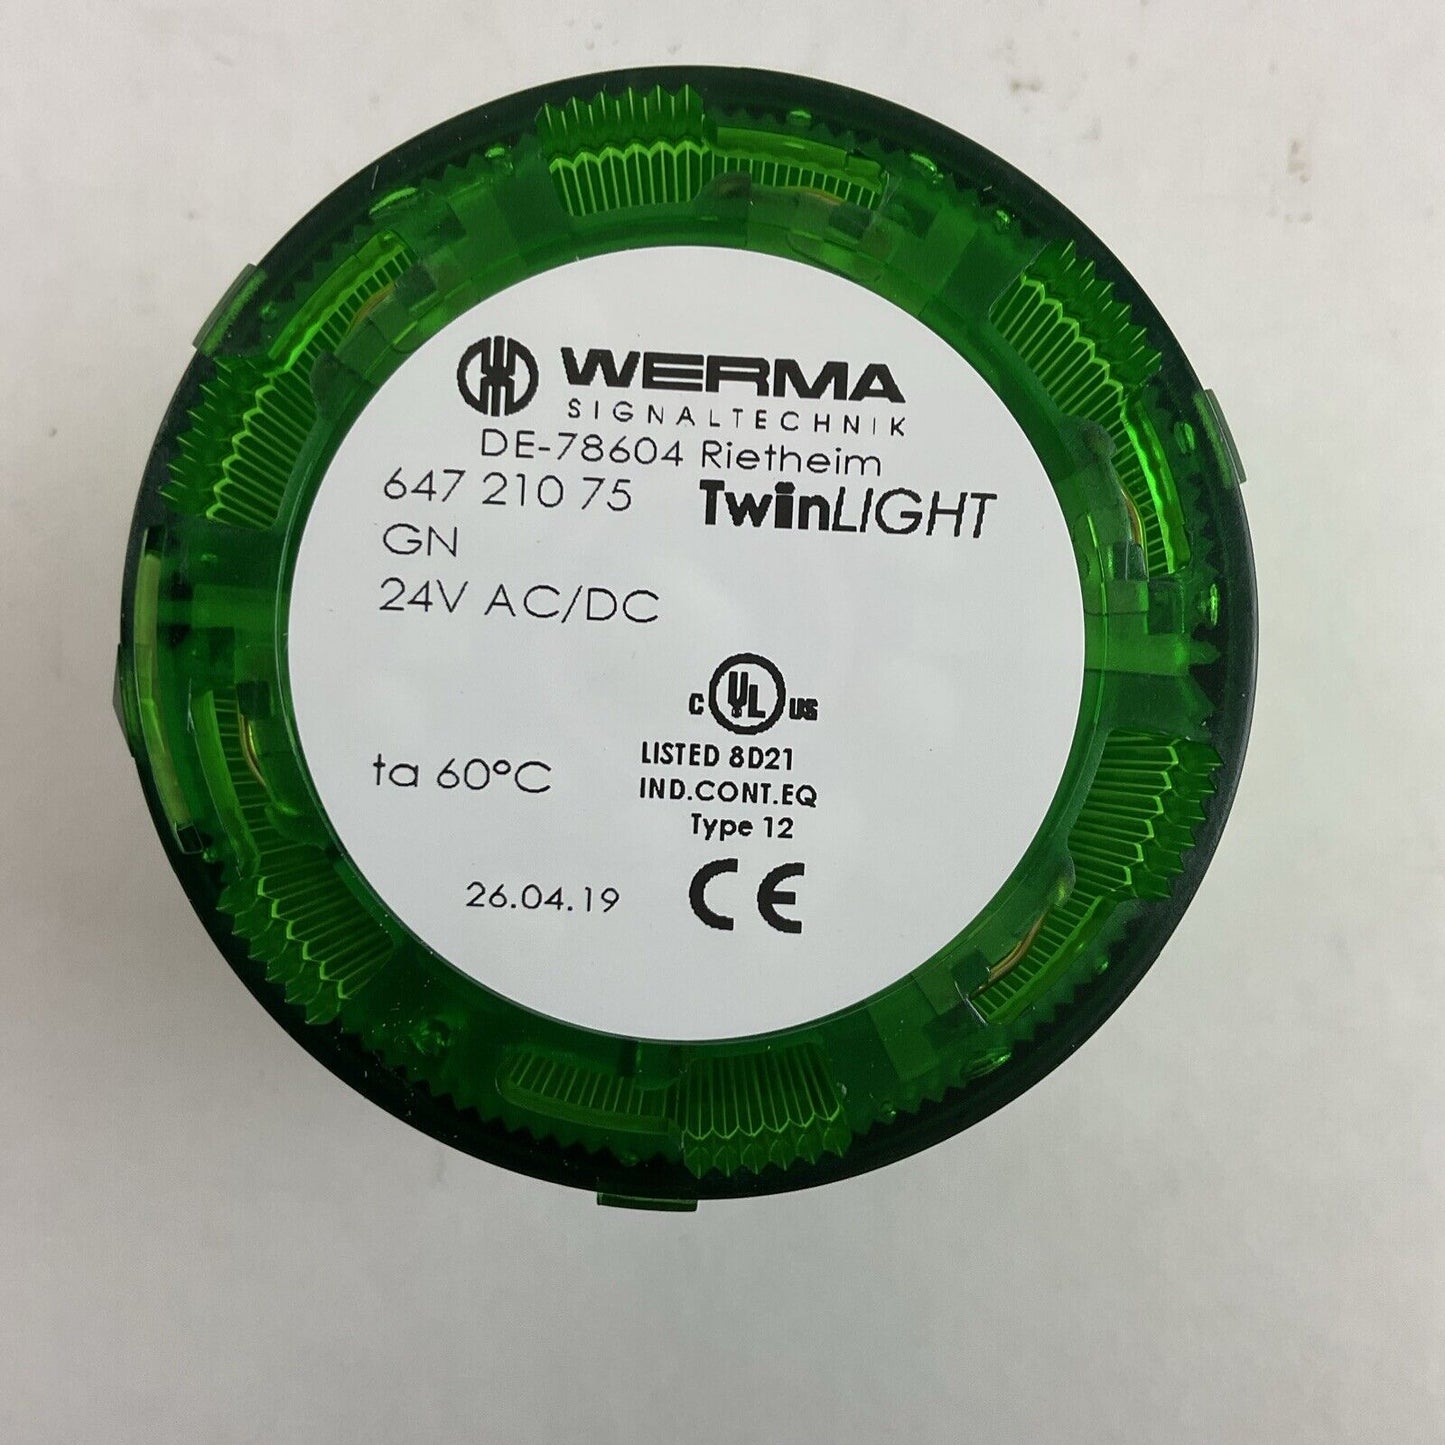 WERMA
SIGNALTECHNIK
DE-78604 Rietheim
647 210 75 TwinLIGHT
GN
24V AC/DC
C UL US
LISTED 8D21
IND.CONT.EQ
Type 12
ta 60°C
26.04.19 CE